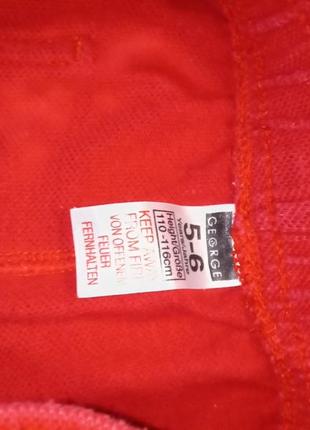 GEORGE
5-6
Height/Größe
110-116cm
KEEP AWAY
FROM FIRE
VON OFFENEM
FEUER
FERNHALTEN